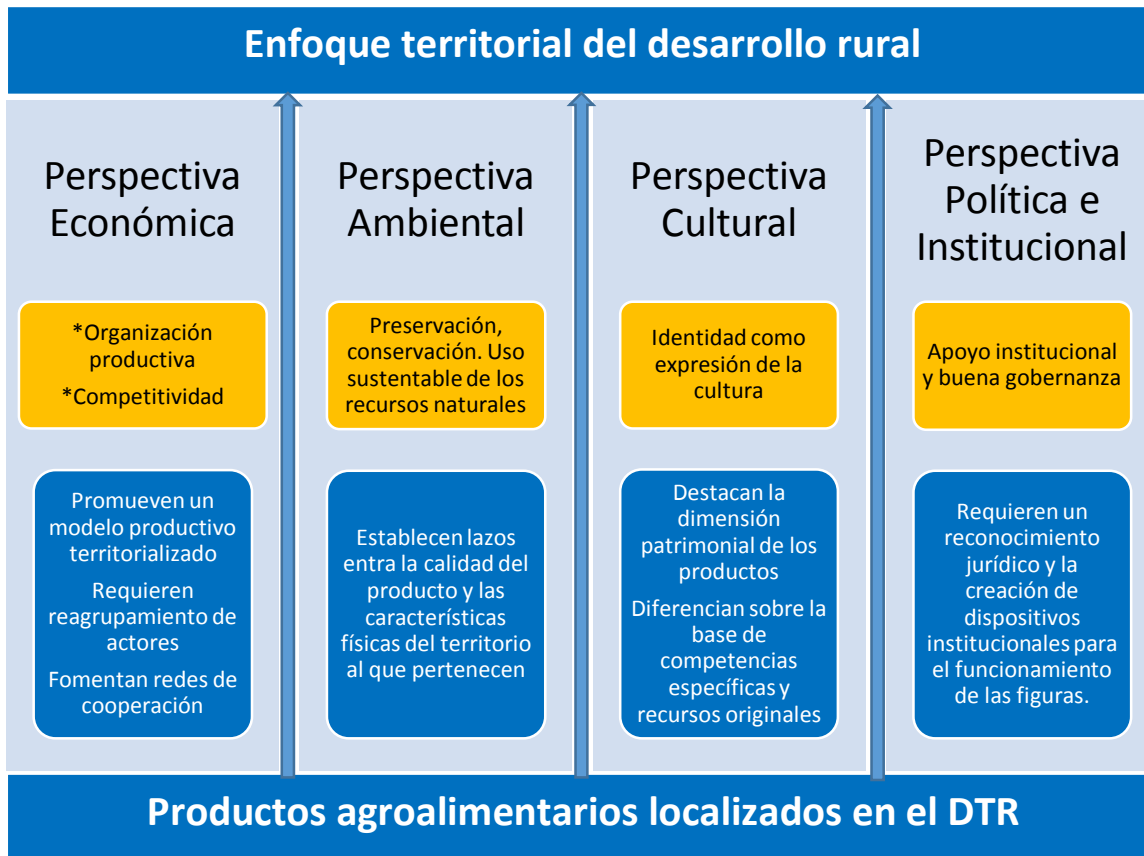 Enfoque territorial del desarrollo rural
Perspectiva
Económica
*Organización
productiva
*Competitividad
Promueven un
modelo productivo
territorializado
Requieren
reagrupamiento de
actores
Fomentan redes de
cooperación
Perspectiva
Ambiental
Preservación,
conservación. Uso
sustentable de los
recursos naturales
Establecen lazos
entra la calidad del
producto y las
características
físicas del territorio
al que pertenecen
Perspectiva
Cultural
Identidad como
expresión de la
cultura
Destacan la
dimensión
patrimonial de los
productos
Diferencian sobre la
base de
competencias
específicas y
recursos originales
Perspectiva
Política e
Institucional
Apoyo institucional
y buena gobernanza
Requieren un
reconocimiento
jurídico y la
creación de
dispositivos
institucionales para
el funcionamiento
de las figuras.
Productos agroalimentarios localizados en el DTR